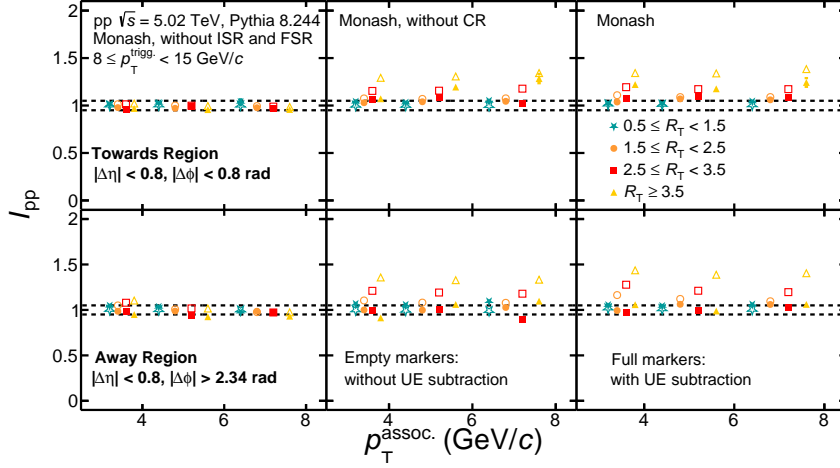 pp √s = 5.02 TeV, Pythia 8.244
Monash, without ISR and FSR
8 ≤ p_T^trigg. < 15 GeV/c
Monash, without CR
Monash
2
1.5
1
0.5
0
Towards Region
|Δη| < 0.8, |Δϕ| < 0.8 rad
0.5 ≤ R_T < 1.5
1.5 ≤ R_T < 2.5
2.5 ≤ R_T < 3.5
R_T ≥ 3.5
I_pp
2
1.5
1
0.5
0
Away Region
|Δη| < 0.8, |Δϕ| > 2.34 rad
Empty markers:
without UE subtraction
Full markers:
with UE subtraction
4 6 8 4 6 8 4 6 8
p_T^assoc. (GeV/c)